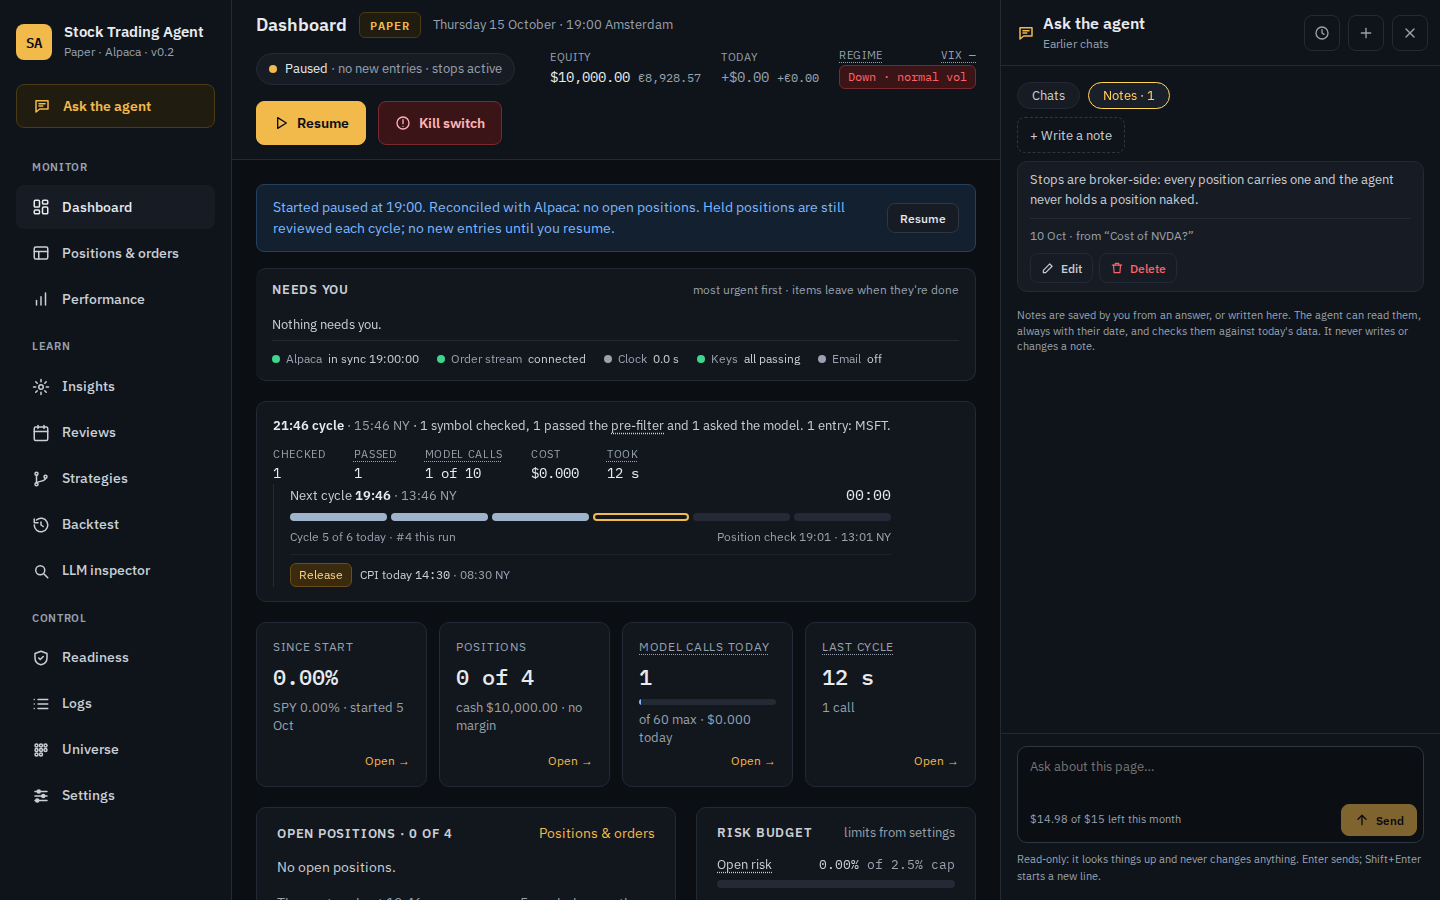 SA
Stock Trading Agent
Paper · Alpaca · v0.2
Ask the agent
MONITOR
Dashboard
Positions & orders
Performance
LEARN
Insights
Reviews
Strategies
Backtest
LLM inspector
CONTROL
Readiness
Logs
Universe
Settings
Dashboard PAPER Thursday 15 October · 19:00 Amsterdam
Paused · no new entries · stops active
EQUITY
$10,000.00 €8,928.57
TODAY
+$0.00 +€0.00
REGIME VIX —
Down · normal vol
Resume
Kill switch
Started paused at 19:00. Reconciled with Alpaca: no open positions. Held positions are still
reviewed each cycle; no new entries until you resume.
Resume
NEEDS YOU most urgent first · items leave when they're done
Nothing needs you.
Alpaca in sync 19:00:00 Order stream connected Clock 0.0 s Keys all passing Email off
21:46 cycle · 15:46 NY · 1 symbol checked, 1 passed the pre-filter and 1 asked the model. 1 entry: MSFT.
CHECKED PASSED MODEL CALLS COST TOOK
1 1 1 of 10 $0.000 12 s
Next cycle 19:46 · 13:46 NY 00:00
Cycle 5 of 6 today · #4 this run Position check 19:01 · 13:01 NY
Release CPI today 14:30 · 08:30 NY
SINCE START
0.00%
SPY 0.00% · started 5
Oct
Open →
POSITIONS
0 of 4
cash $10,000.00 · no
margin
Open →
MODEL CALLS TODAY
1
of 60 max · $0.000
today
Open →
LAST CYCLE
12 s
1 call
Open →
OPEN POSITIONS · 0 OF 4 Positions & orders
No open positions.
RISK BUDGET limits from settings
Open risk 0.00% of 2.5% cap
Ask the agent
Earlier chats
Chats
Notes · 1
+ Write a note
Stops are broker-side: every position carries one and the agent
never holds a position naked.
10 Oct · from “Cost of NVDA?”
Edit
Delete
Notes are saved by you from an answer, or written here. The agent can read them,
always with their date, and checks them against today's data. It never writes or
changes a note.
Ask about this page...
$14.98 of $15 left this month
Send
Read-only: it looks things up and never changes anything. Enter sends; Shift+Enter
starts a new line.